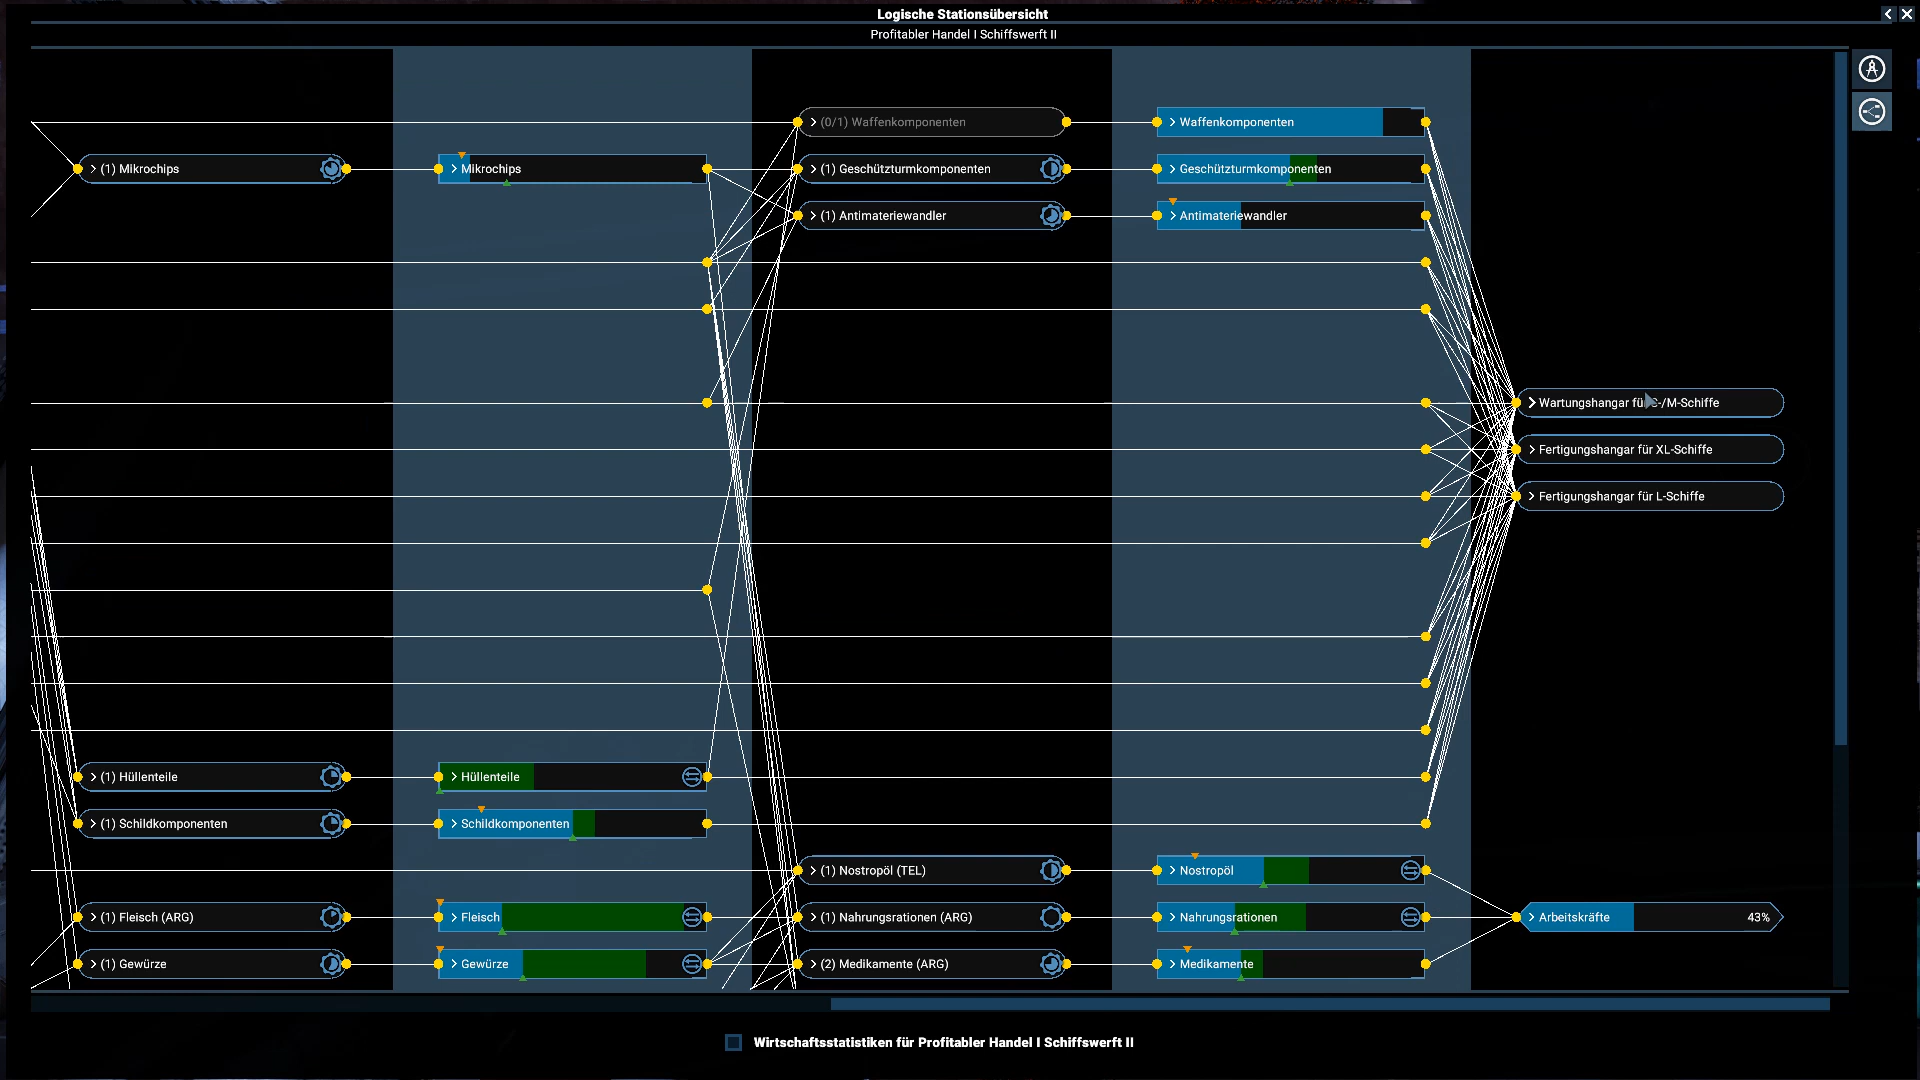 Logische Stationsübersicht
Profitabler Handel I Schiffswerft II
(0/1) Waffenkomponenten
Waffenkomponenten
(1) Mikrochips
Mikrochips
(1) Geschützturmkomponenten
Geschützturmkomponenten
(1) Antimateriewandler
Antimateriewandler
Wartungshangar für S-/M-Schiffe
Fertigungshangar für XL-Schiffe
Fertigungshangar für L-Schiffe
(1) Hüllenteile
Hüllenteile
(1) Schildkomponenten
Schildkomponenten
(1) Nostropöl (TEL)
Nostropöl
(1) Fleisch (ARG)
Fleisch
(1) Nahrungsrationen (ARG)
Nahrungsrationen
Arbeitskräfte 43%
(1) Gewürze
Gewürze
(2) Medikamente (ARG)
Medikamente
Wirtschaftsstatistiken für Profitabler Handel I Schiffswerft II